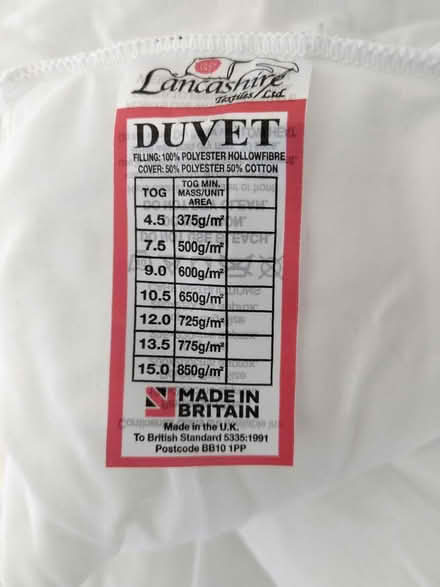 Lancashire
Textiles Ltd.
DUVET
FILLING: 100% POLYESTER HOLLOWFIBRE
COVER: 50% POLYESTER 50% COTTON
TOG TOG MIN. MASS/UNIT AREA
4.5 375g/m²
7.5 500g/m²
9.0 600g/m²
10.5 650g/m²
12.0 725g/m²
13.5 775g/m²
15.0 850g/m²
MADE IN
BRITAIN
Made in the U.K.
To British Standard 5335:1991
Postcode BB10 1PP